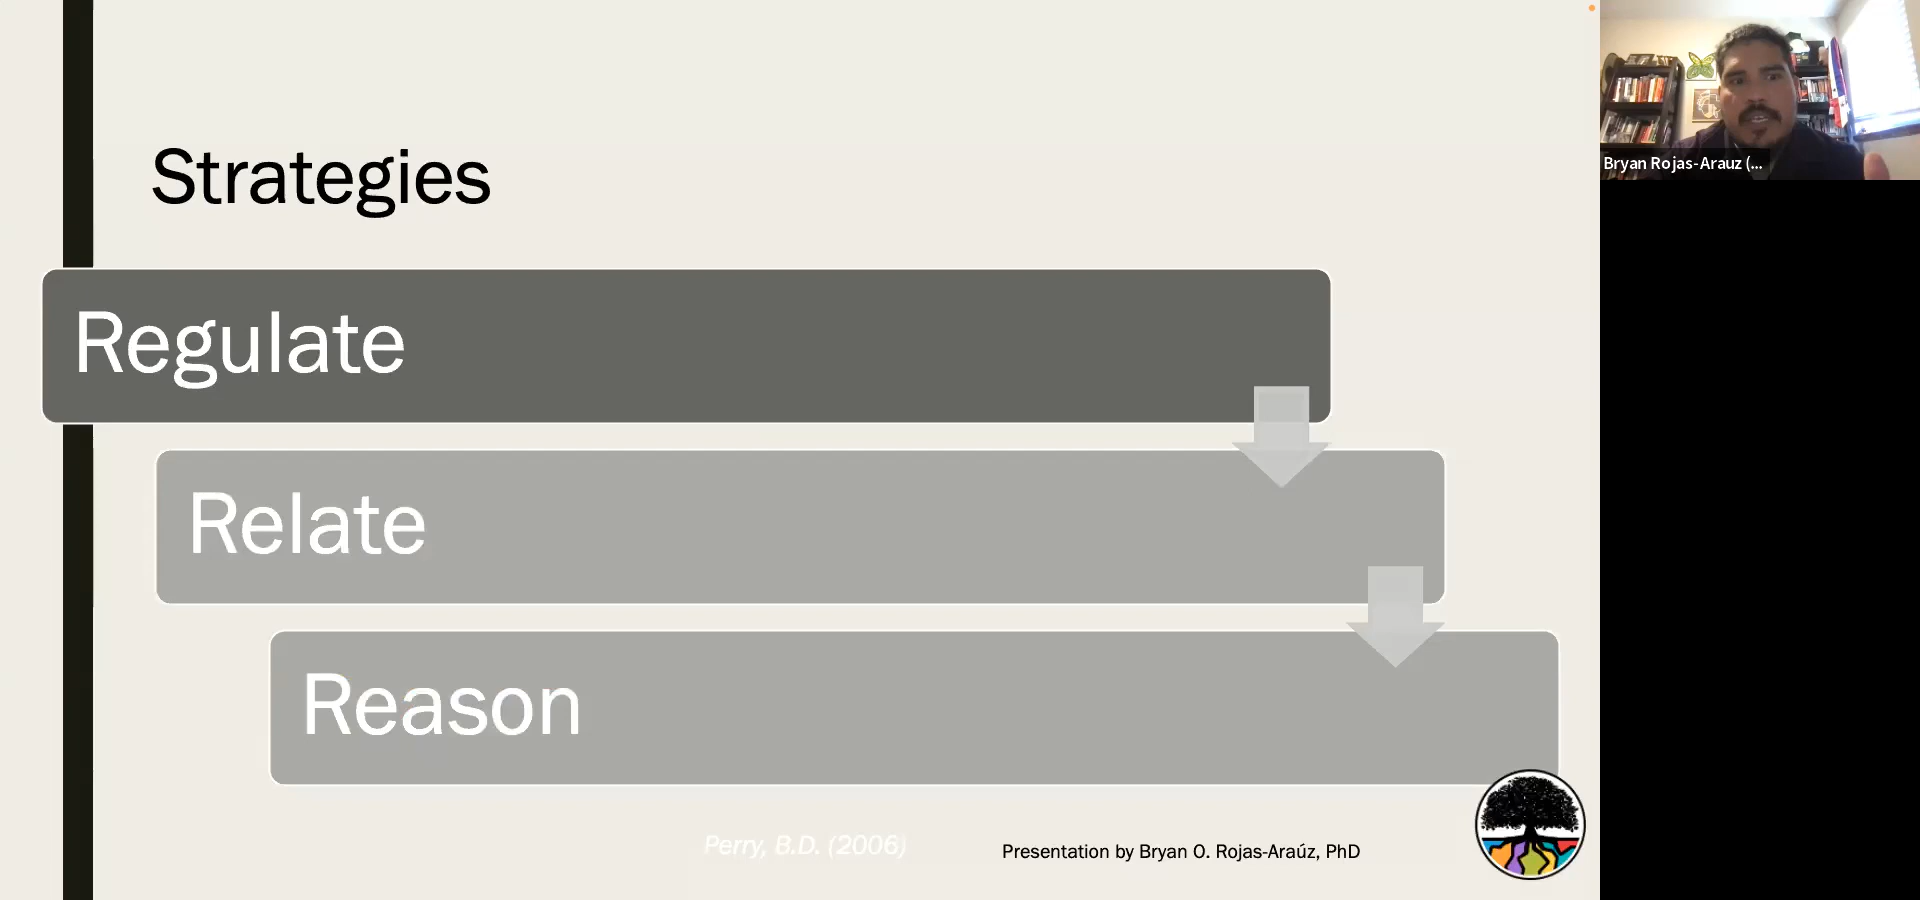 Strategies
Regulate
Relate
Reason
Perry, B.D. (2006)
Presentation by Bryan O. Rojas-Araúz, PhD
Bryan Rojas-Arauz (...